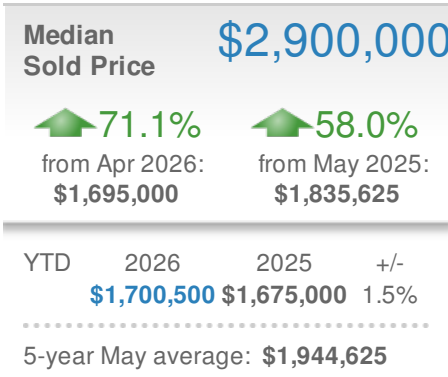 Median $2,900,000
Sold Price
71.1% 58.0%
from Apr 2026: from May 2025:
$1,695,000 $1,835,625
YTD 2026 2025 +/-
$1,700,500 $1,675,000 1.5%
5-year May average: $1,944,625